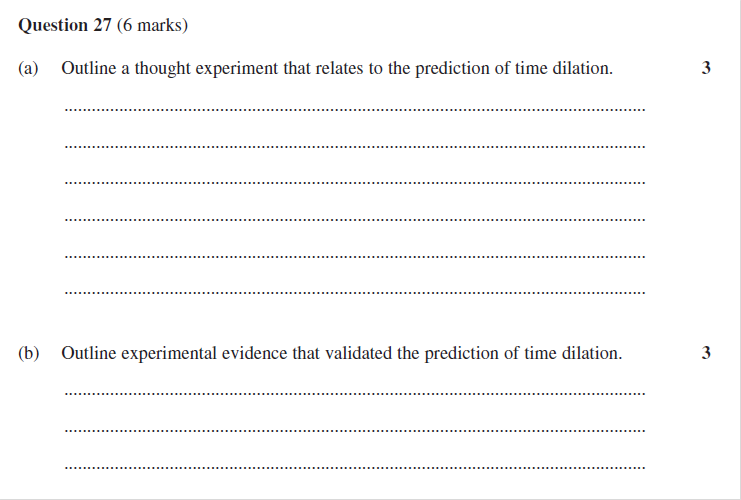 Question 27 (6 marks)
(a) Outline a thought experiment that relates to the prediction of time dilation. 3
(b) Outline experimental evidence that validated the prediction of time dilation. 3